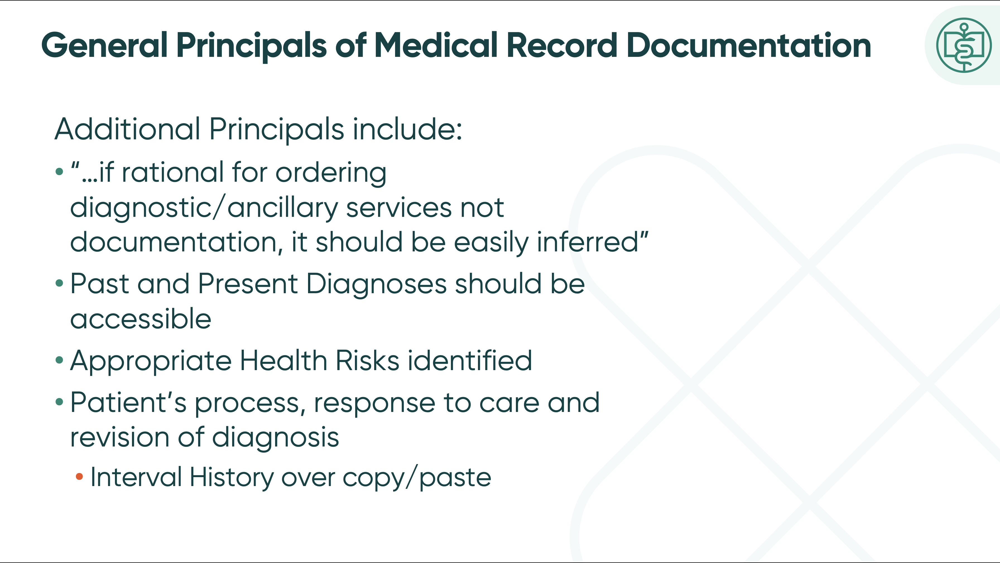 General Principals of Medical Record Documentation
Additional Principals include:
• “…if rational for ordering
diagnostic/ancillary services not
documentation, it should be easily inferred”
• Past and Present Diagnoses should be
accessible
• Appropriate Health Risks identified
• Patient’s process, response to care and
revision of diagnosis
• Interval History over copy/paste